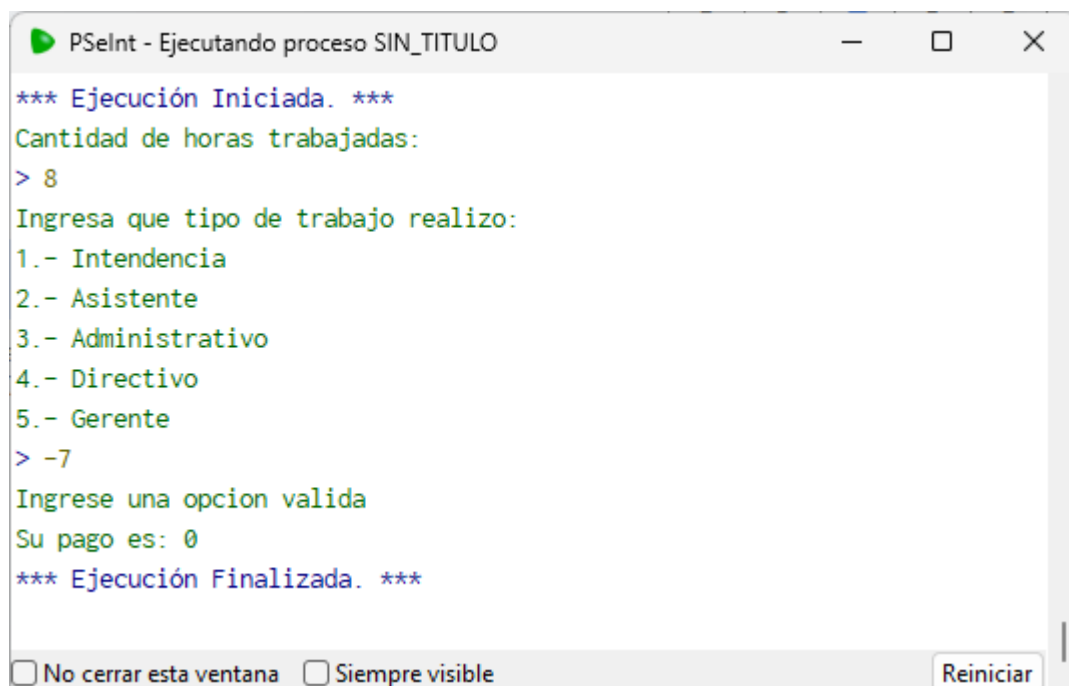 PSeInt - Ejecutando proceso SIN_TITULO
*** Ejecución Iniciada. ***
Cantidad de horas trabajadas:
> 8
Ingresa que tipo de trabajo realizo:
1.- Intendencia
2.- Asistente
3.- Administrativo
4.- Directivo
5.- Gerente
> -7
Ingrese una opcion valida
Su pago es: 0
*** Ejecución Finalizada. ***
No cerrar esta ventana Siempre visible Reiniciar